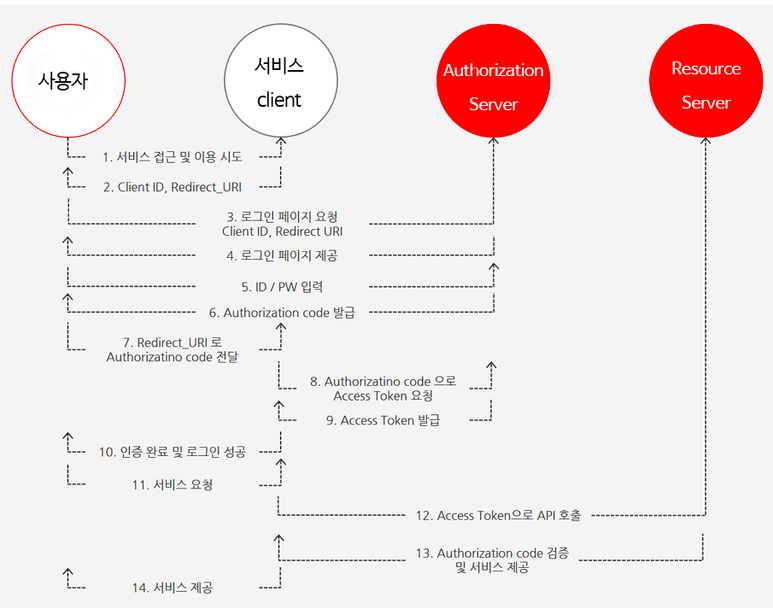 사용자
서비스
client
Authorization
Server
Resource
Server
1. 서비스 접근 및 이용 시도
2. Client ID, Redirect_URI
3. 로그인 페이지 요청
Client ID, Redirect URI
4. 로그인 페이지 제공
5. ID / PW 입력
6. Authorization code 발급
7. Redirect_URI 로
Authorizatino code 전달
8. Authorizatino code 으로
Access Token 요청
9. Access Token 발급
10. 인증 완료 및 로그인 성공
11. 서비스 요청
12. Access Token으로 API 호출
13. Authorization code 검증
및 서비스 제공
14. 서비스 제공